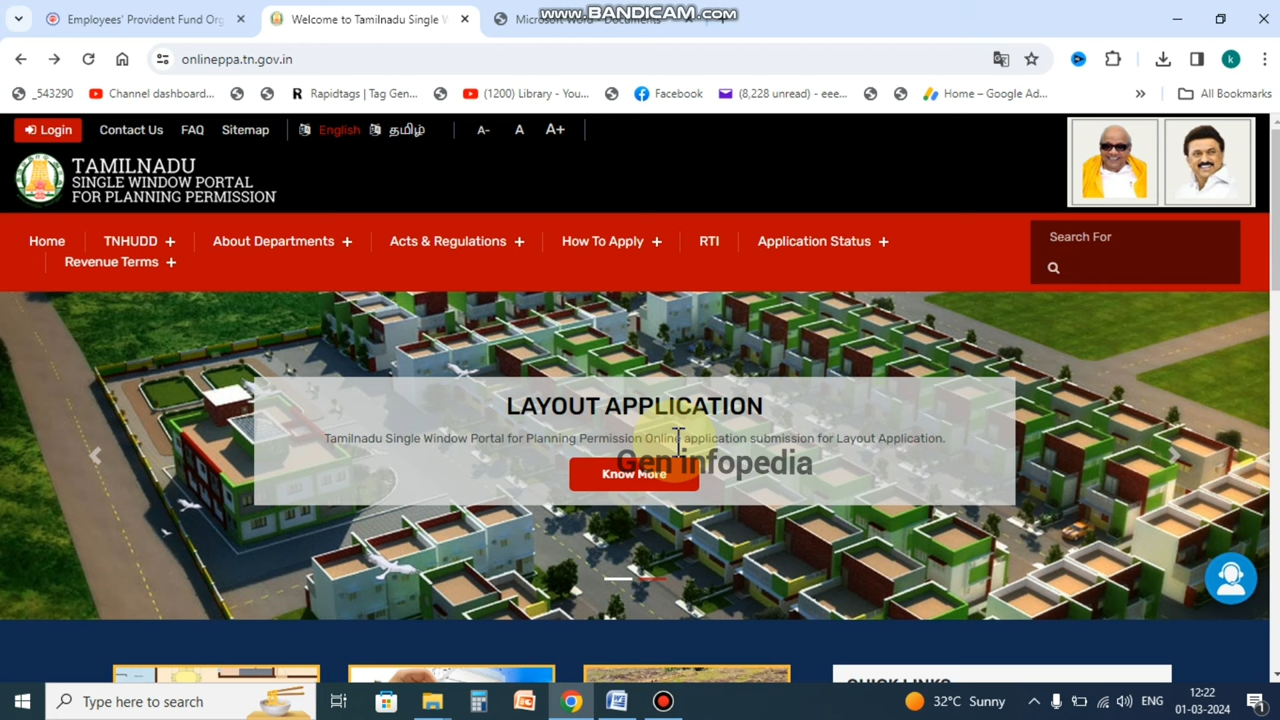 www.BANDICAM.com
Employees' Provident Fund Org
Welcome to Tamilnadu Single W
Microsoft Word - Documents
onlineppa.tn.gov.in
_543290
Channel dashboard...
Rapidtags | Tag Gen...
(1200) Library - You...
Facebook
(8,228 unread) - eee...
Home – Google Ad...
All Bookmarks
k
Login
Contact Us
FAQ
Sitemap
English
தமிழ்
A-
A
A+
TAMILNADU
SINGLE WINDOW PORTAL
FOR PLANNING PERMISSION
Home
TNHUDD +
About Departments +
Acts & Regulations +
How To Apply +
RTI
Application Status +
Revenue Terms +
Search For
LAYOUT APPLICATION
Tamilnadu Single Window Portal for Planning Permission Online application submission for Layout Application.
Know More
Gen infopedia
QUICK LINKS
Type here to search
32°C Sunny
ENG
12:22
01-03-2024
1